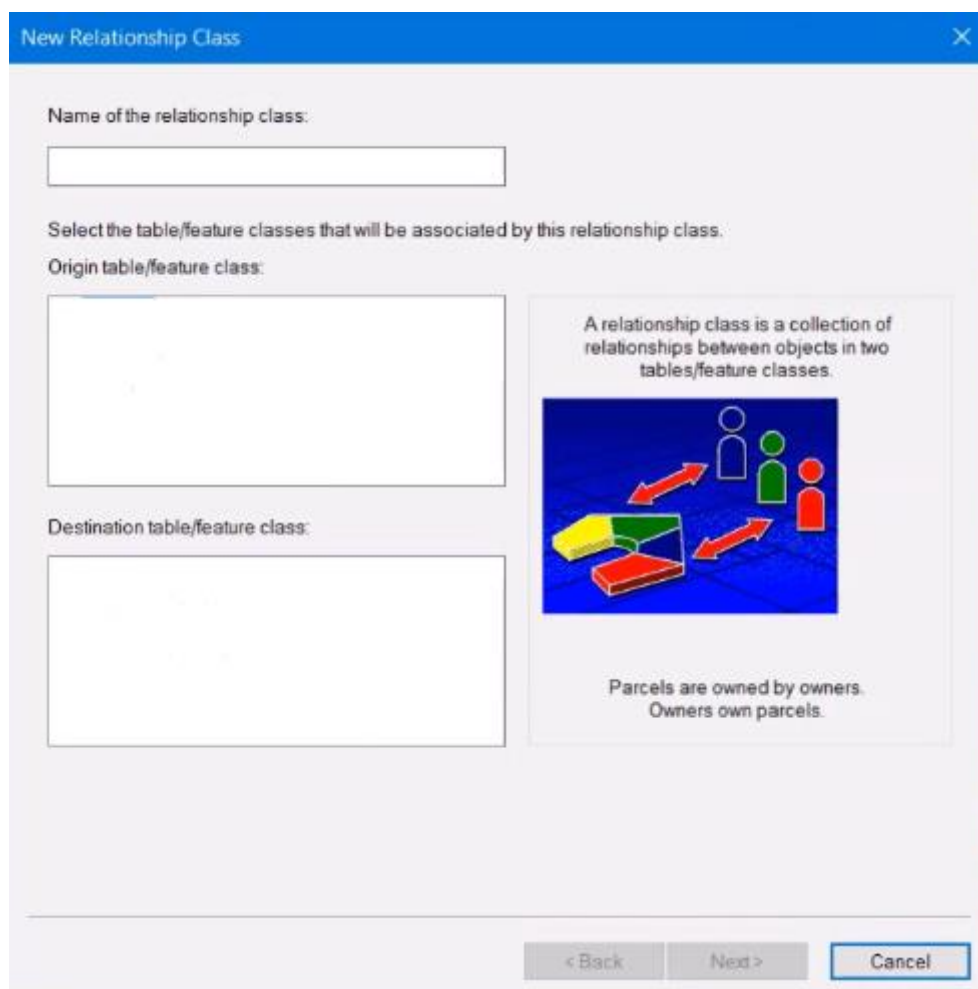 New Relationship Class
Name of the relationship class:
Select the table/feature classes that will be associated by this relationship class.
Origin table/feature class:
A relationship class is a collection of
relationships between objects in two
tables/feature classes.
Destination table/feature class:
Parcels are owned by owners.
Owners own parcels.
< Back
Next >
Cancel